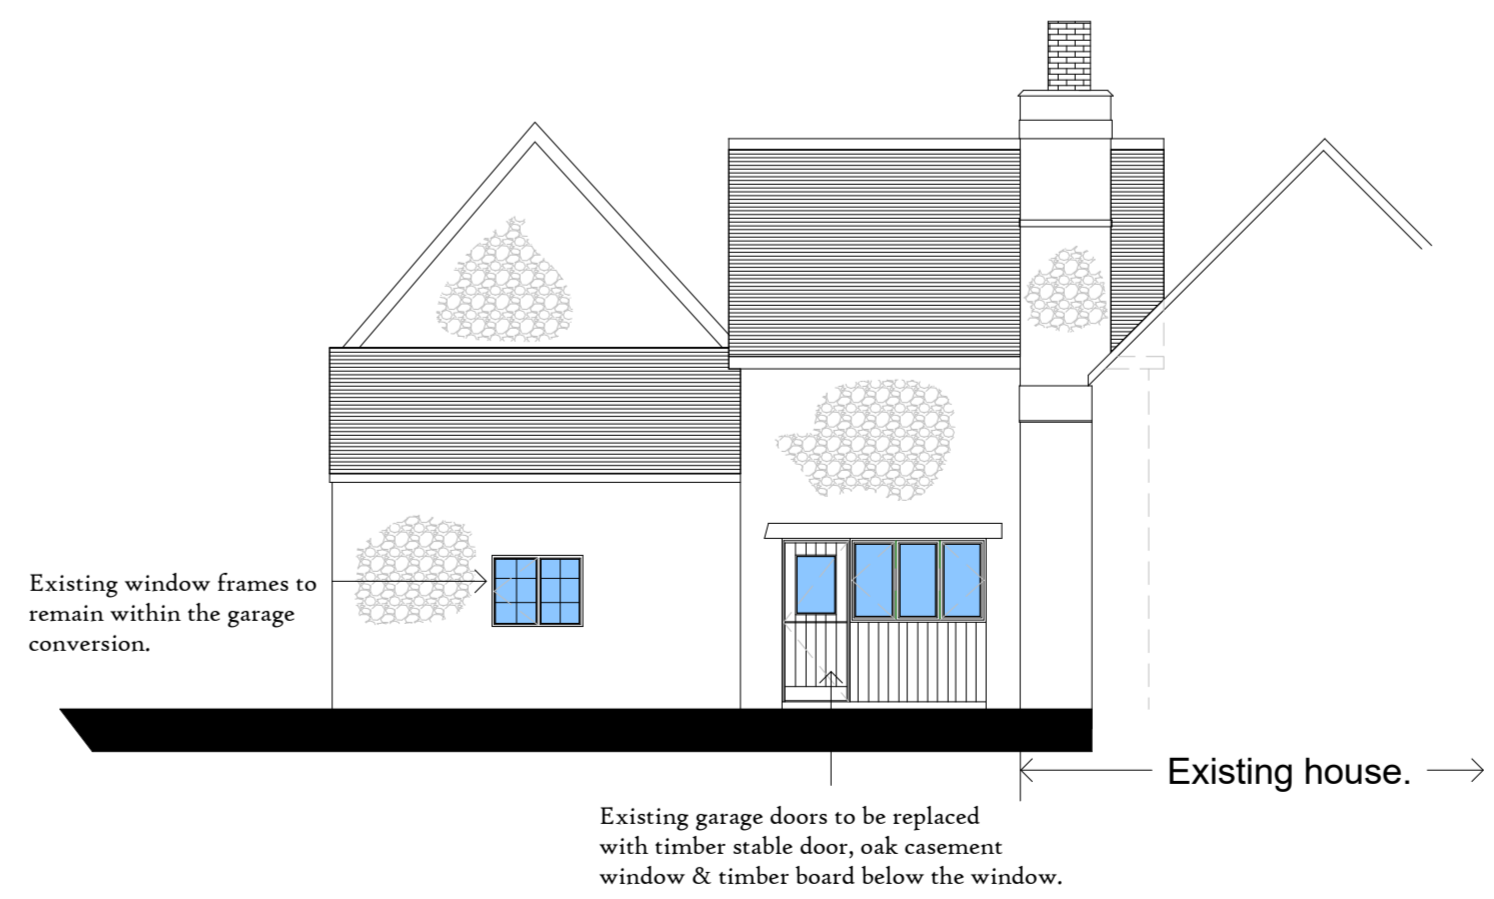 Existing window frames to
remain within the garage
conversion.
Existing house.
Existing garage doors to be replaced
with timber stable door, oak casement
window & timber board below the window.